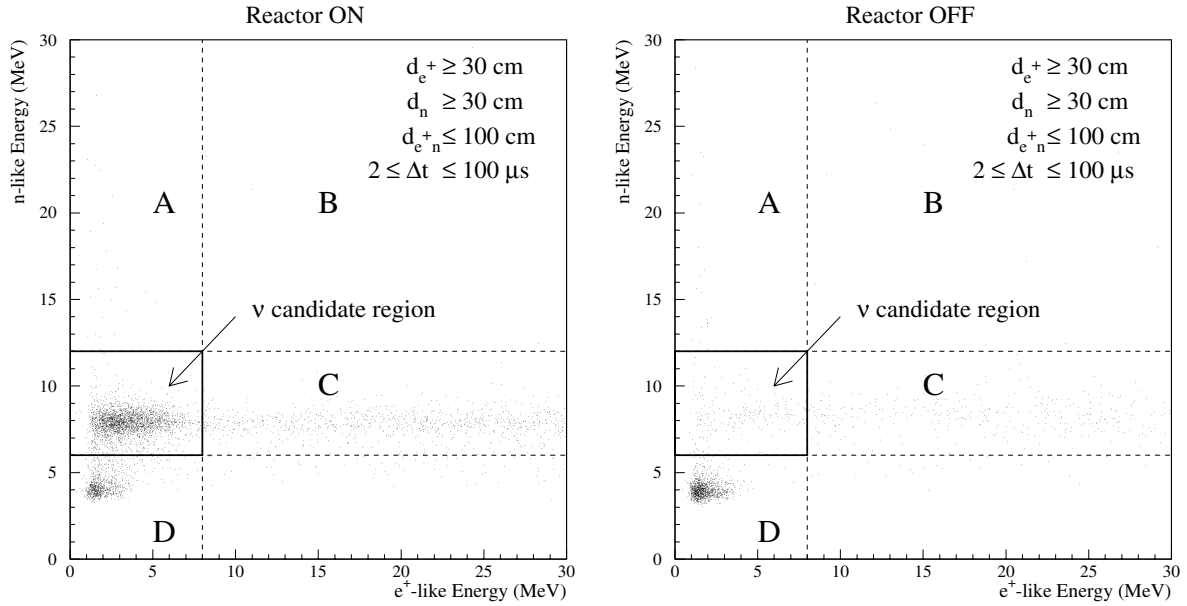 Reactor ON
n-like Energy (MeV)
30
25
20
15
10
5
0
d_e+ ≥ 30 cm
d_n ≥ 30 cm
d_e+n ≤ 100 cm
2 ≤ Δt ≤ 100 μs
A
B
ν candidate region
C
D
0 5 10 15 20 25 30
e⁺-like Energy (MeV)
Reactor OFF
n-like Energy (MeV)
30
25
20
15
10
5
0
d_e+ ≥ 30 cm
d_n ≥ 30 cm
d_e+n ≤ 100 cm
2 ≤ Δt ≤ 100 μs
A
B
ν candidate region
C
D
0 5 10 15 20 25 30
e⁺-like Energy (MeV)